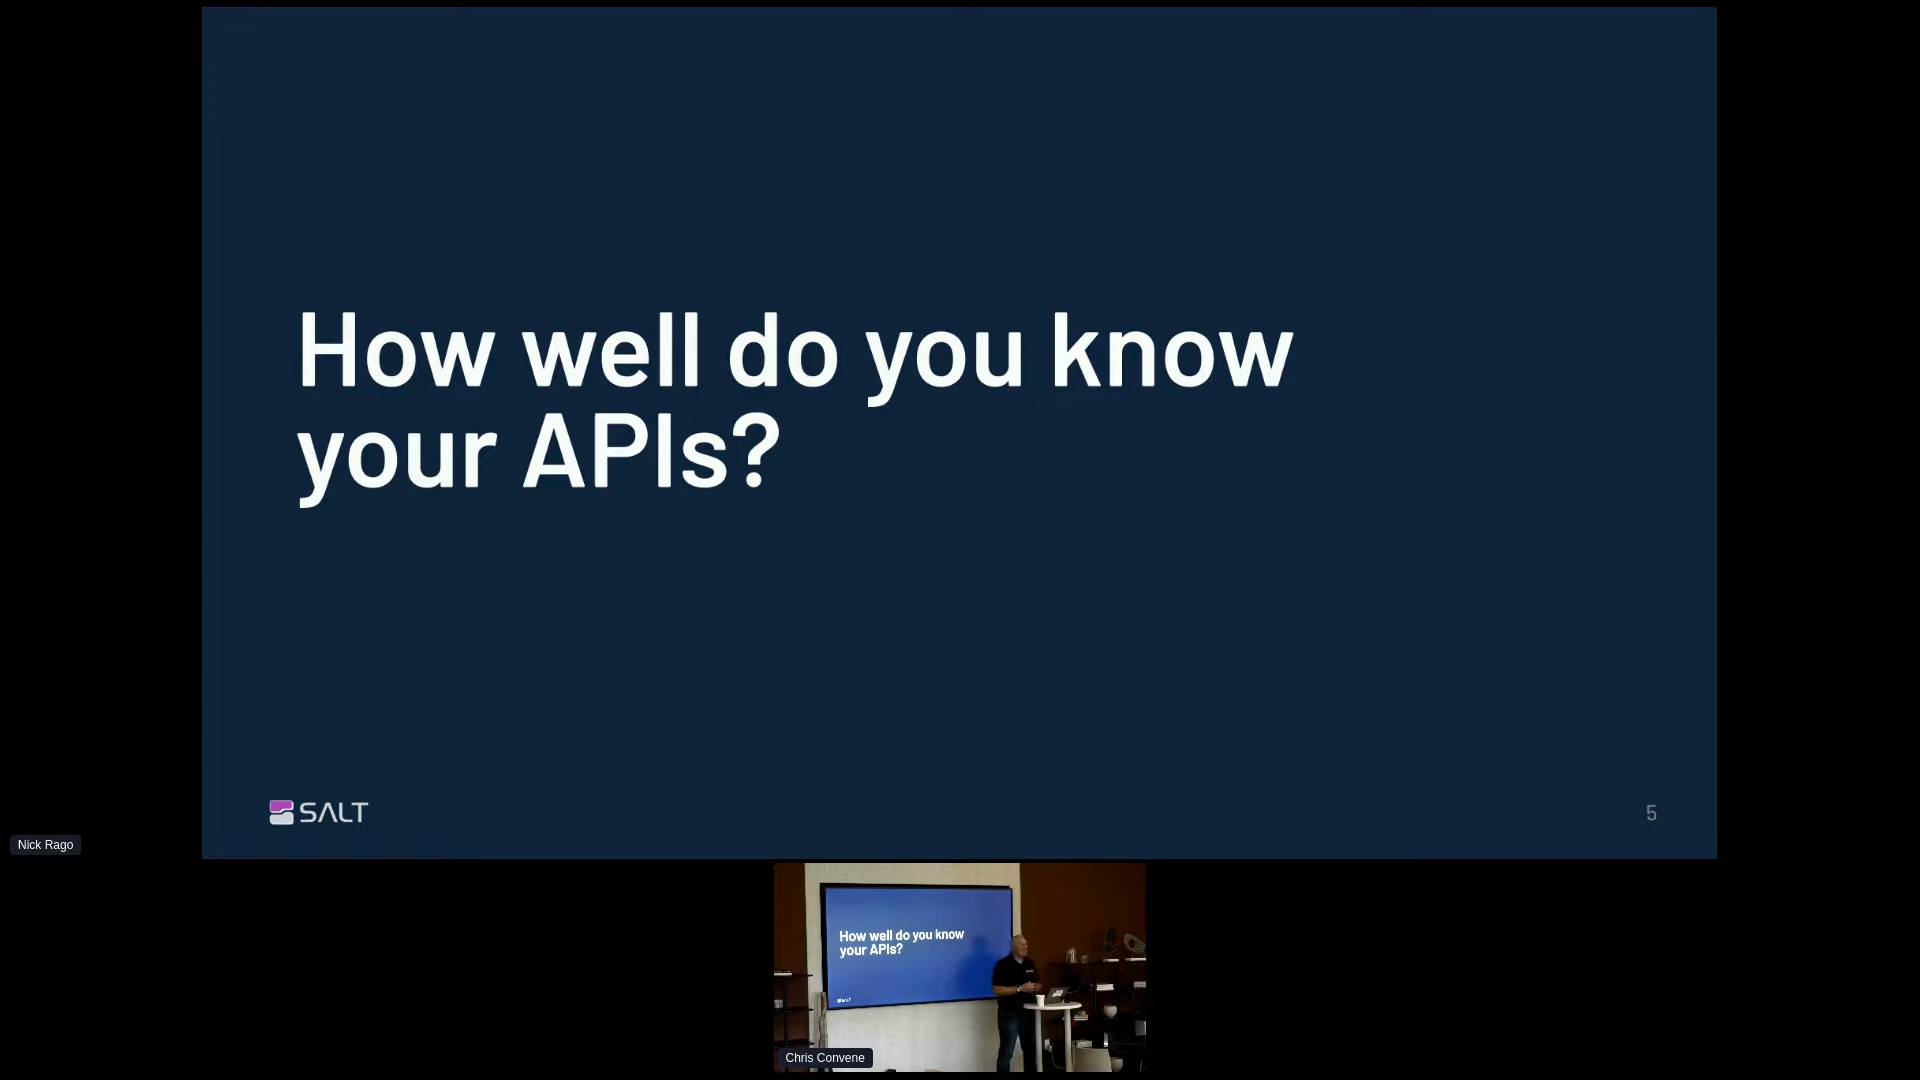 How well do you know
your APIs?
SALT
5
Nick Rago
How well do you know
your APIs?
SALT
Chris Convene